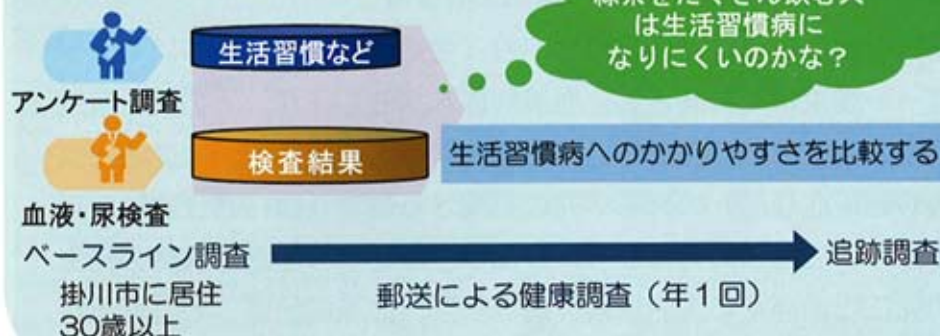 は生活習慣病に
なりにくいのかな？
生活習慣など
アンケート調査
検査結果
生活習慣病へのかかりやすさを比較する
血液・尿検査
ベースライン調査
追跡調査
掛川市に居住
30歳以上
郵送による健康調査（年１回）